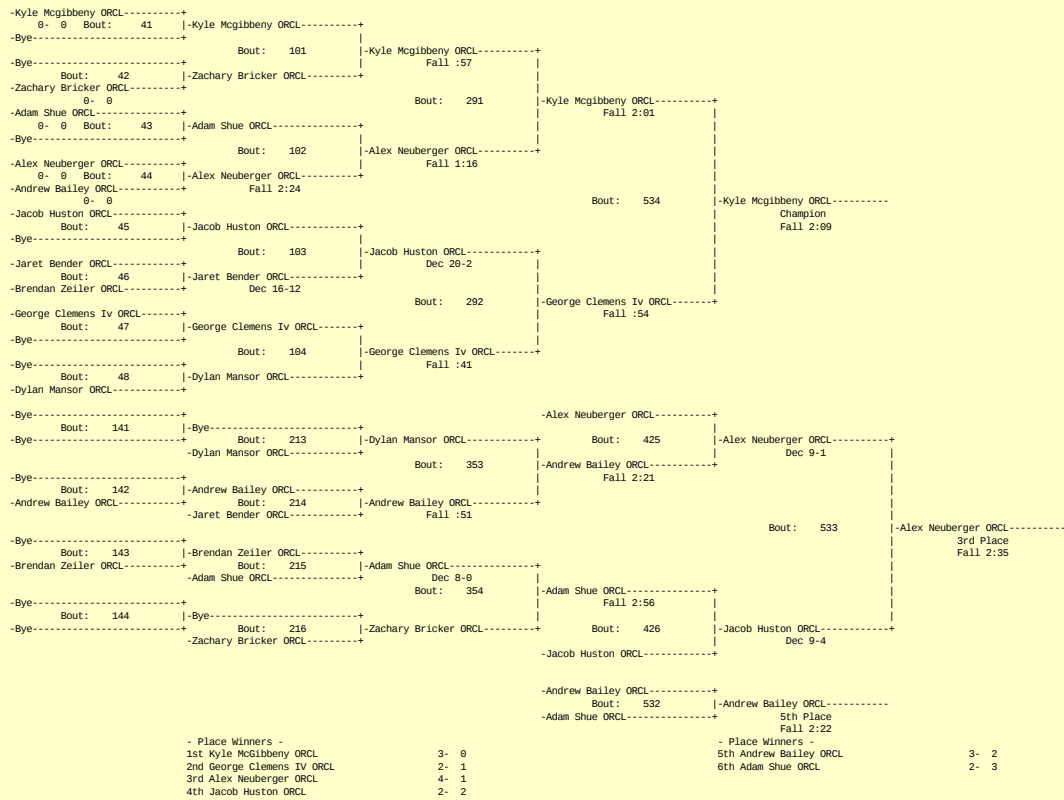 -Kyle Mcgibbeny ORCL----------+
0- 0 Bout: 41 |-Kyle Mcgibbeny ORCL----------+
-Bye--------------------------+ |
Bout: 101 |-Kyle Mcgibbeny ORCL----------+
-Bye--------------------------+ | Fall :57 |
Bout: 42 |-Zachary Bricker ORCL---------+ |
-Zachary Bricker ORCL---------+ |
0- 0 Bout: 291 |-Kyle Mcgibbeny ORCL----------+
-Adam Shue ORCL---------------+ | Fall 2:01 |
0- 0 Bout: 43 |-Adam Shue ORCL---------------+ | |
-Bye--------------------------+ | | |
Bout: 102 |-Alex Neuberger ORCL----------+ |
-Alex Neuberger ORCL----------+ | Fall 1:16 |
0- 0 Bout: 44 |-Alex Neuberger ORCL----------+ |
-Andrew Bailey ORCL-----------+ Fall 2:24 |
0- 0 Bout: 534 |-Kyle Mcgibbeny ORCL----------
-Jacob Huston ORCL------------+ | Champion
Bout: 45 |-Jacob Huston ORCL------------+ | Fall 2:09
-Bye--------------------------+ | |
Bout: 103 |-Jacob Huston ORCL------------+ |
-Jaret Bender ORCL------------+ | Dec 20-2 | |
Bout: 46 |-Jaret Bender ORCL------------+ | |
-Brendan Zeiler ORCL----------+ Dec 16-12 | |
Bout: 292 |-George Clemens Iv ORCL-------+
-George Clemens Iv ORCL-------+ | Fall :54
Bout: 47 |-George Clemens Iv ORCL-------+ |
-Bye--------------------------+ | |
Bout: 104 |-George Clemens Iv ORCL-------+
-Bye--------------------------+ | Fall :41
Bout: 48 |-Dylan Mansor ORCL------------+
-Dylan Mansor ORCL------------+
-Bye--------------------------+ -Alex Neuberger ORCL----------+
Bout: 141 |-Bye--------------------------+ |
-Bye--------------------------+ Bout: 213 |-Dylan Mansor ORCL------------+ Bout: 425 |-Alex Neuberger ORCL----------+
-Dylan Mansor ORCL------------+ | | Dec 9-1 |
Bout: 353 |-Andrew Bailey ORCL-----------+ |
-Bye--------------------------+ | Fall 2:21 |
Bout: 142 |-Andrew Bailey ORCL-----------+ | |
-Andrew Bailey ORCL-----------+ Bout: 214 |-Andrew Bailey ORCL-----------+ |
-Jaret Bender ORCL------------+ Fall :51 |
Bout: 533 |-Alex Neuberger ORCL----------
-Bye--------------------------+ | 3rd Place
Bout: 143 |-Brendan Zeiler ORCL----------+ | Fall 2:35
-Brendan Zeiler ORCL----------+ Bout: 215 |-Adam Shue ORCL---------------+ |
-Adam Shue ORCL---------------+ Dec 8-0 | |
Bout: 354 |-Adam Shue ORCL---------------+ |
-Bye--------------------------+ | Fall 2:56 | |
Bout: 144 |-Bye--------------------------+ | | |
-Bye--------------------------+ Bout: 216 |-Zachary Bricker ORCL---------+ Bout: 426 |-Jacob Huston ORCL------------+
-Zachary Bricker ORCL---------+ | Dec 9-4
-Jacob Huston ORCL------------+
-Andrew Bailey ORCL-----------+
Bout: 532 |-Andrew Bailey ORCL-----------
-Adam Shue ORCL---------------+ 5th Place
Fall 2:22
- Place Winners - - Place Winners -
1st Kyle McGibbeny ORCL 3- 0 5th Andrew Bailey ORCL 3- 2
2nd George Clemens IV ORCL 2- 1 6th Adam Shue ORCL 2- 3
3rd Alex Neuberger ORCL 4- 1
4th Jacob Huston ORCL 2- 2